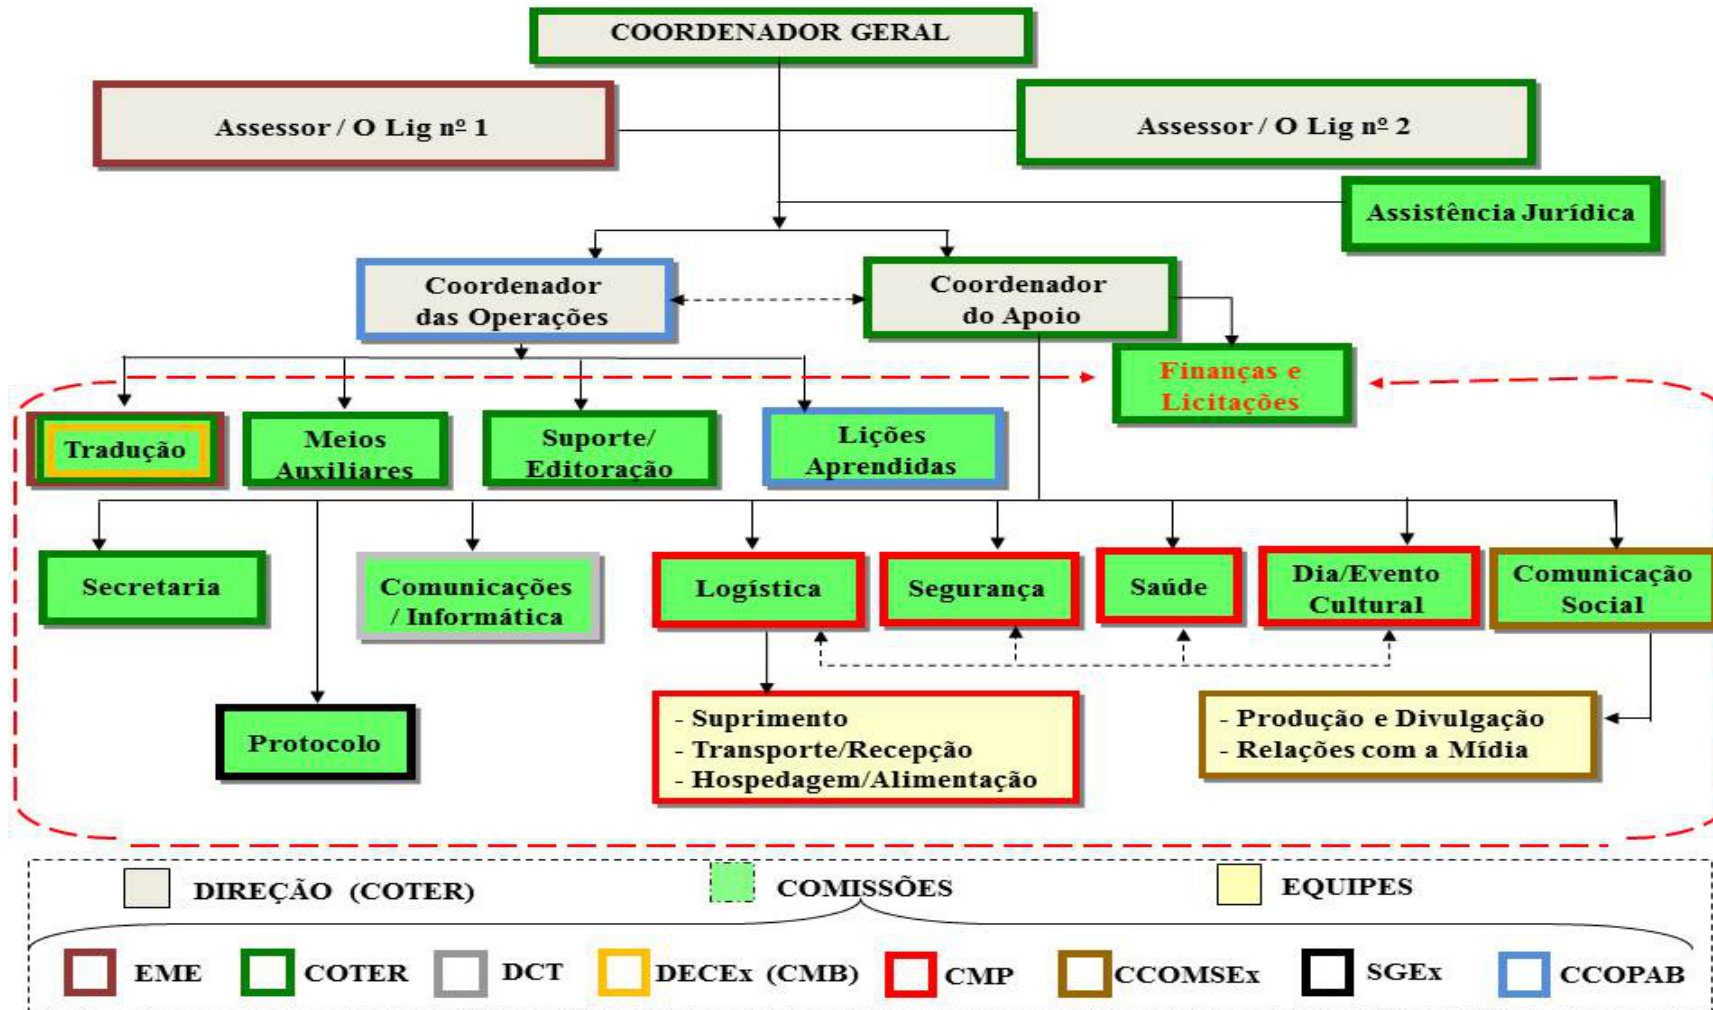 COORDENADOR GERAL
Assessor / O Lig nº 1
Assessor / O Lig nº 2
Assistência Jurídica
Coordenador
das Operações
Coordenador
do Apoio
Finanças e
Licitações
Tradução
Meios
Auxiliares
Suporte/
Editoração
Lições
Aprendidas
Secretaria
Comunicações
/ Informática
Logística
Segurança
Saúde
Dia/Evento
Cultural
Comunicação
Social
Protocolo
- Suprimento
- Transporte/Recepção
- Hospedagem/Alimentação
- Produção e Divulgação
- Relações com a Mídia
DIREÇÃO (COTER)
COMISSÕES
EQUIPES
EME
COTER
DCT
DECEx (CMB)
CMP
CCOMSEx
SGEx
CCOPAB